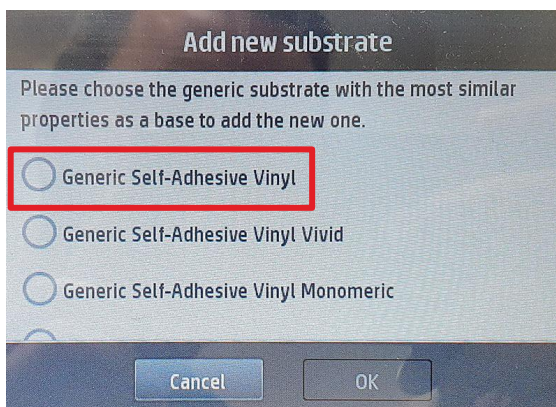 Add new substrate
Please choose the generic substrate with the most similar
properties as a base to add the new one.
Generic Self-Adhesive Vinyl
Generic Self-Adhesive Vinyl Vivid
Generic Self-Adhesive Vinyl Monomeric
Cancel
OK